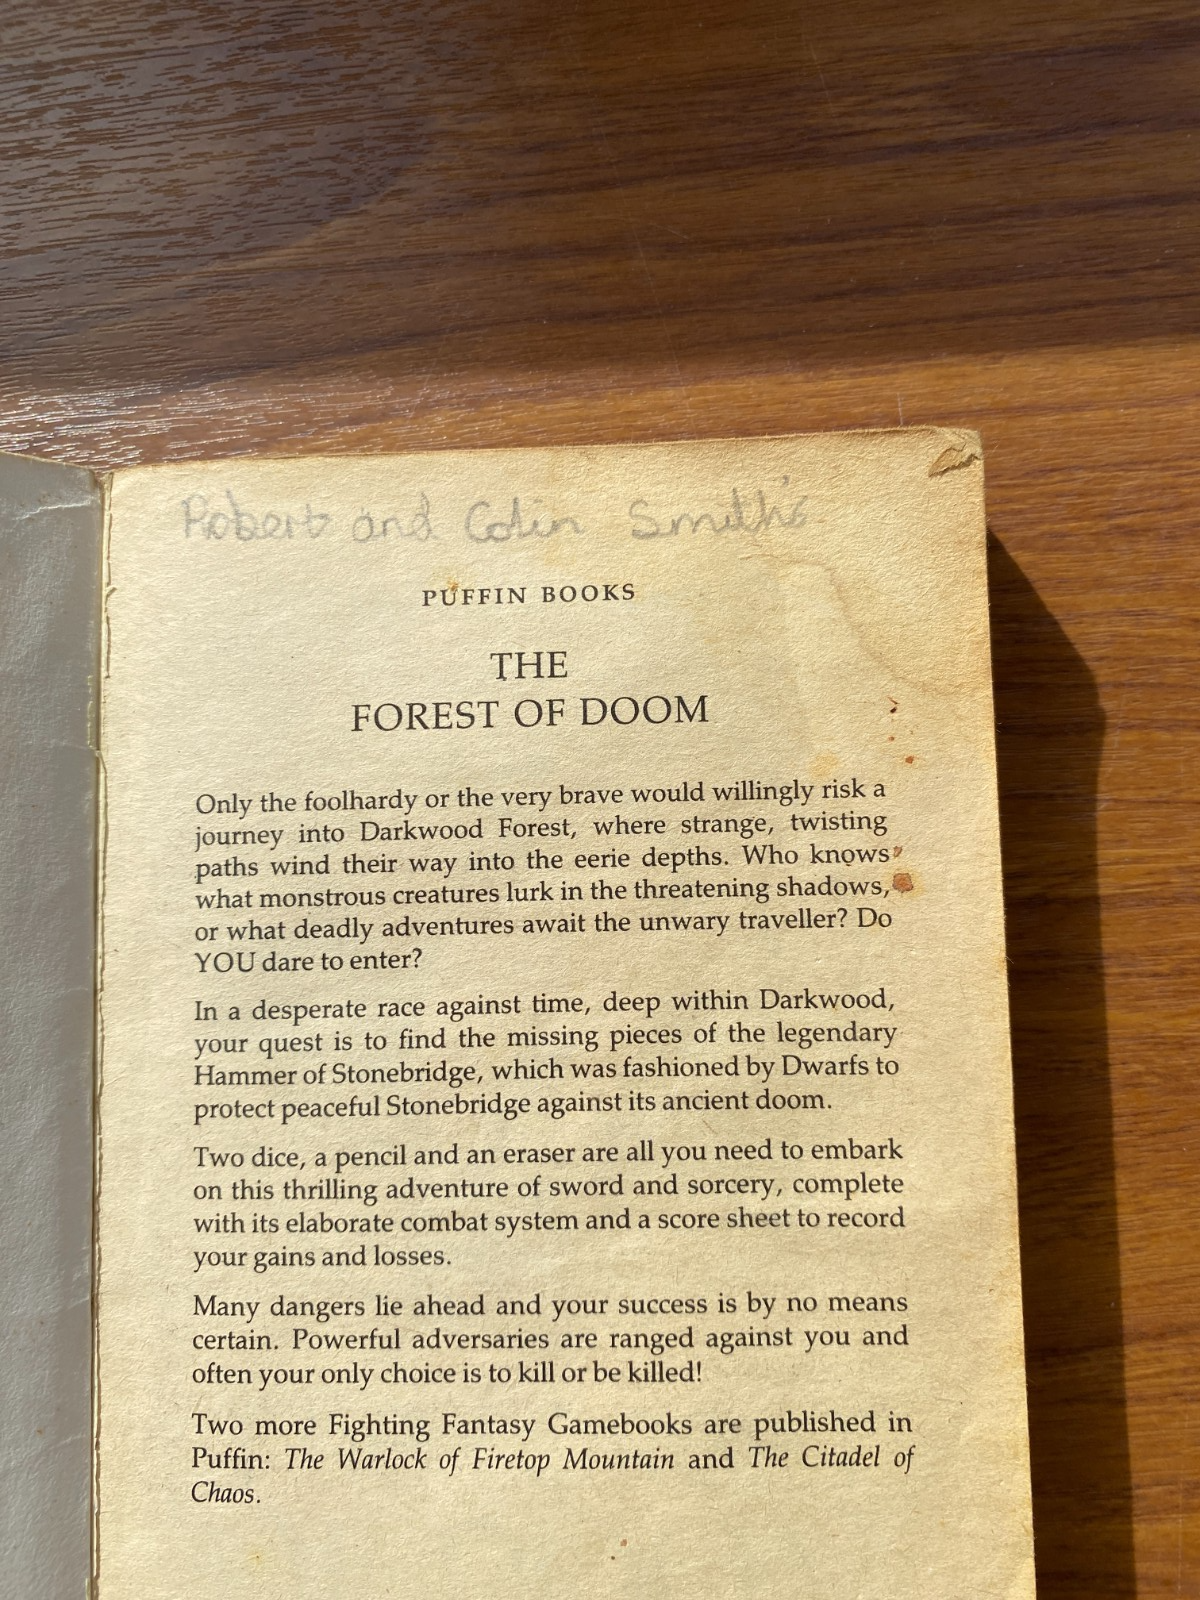 Robert and Colin Smith's
PUFFIN BOOKS
THE
FOREST OF DOOM
Only the foolhardy or the very brave would willingly risk a
journey into Darkwood Forest, where strange, twisting
paths wind their way into the eerie depths. Who knows
what monstrous creatures lurk in the threatening shadows,
or what deadly adventures await the unwary traveller? Do
YOU dare to enter?
In a desperate race against time, deep within Darkwood,
your quest is to find the missing pieces of the legendary
Hammer of Stonebridge, which was fashioned by Dwarfs to
protect peaceful Stonebridge against its ancient doom.
Two dice, a pencil and an eraser are all you need to embark
on this thrilling adventure of sword and sorcery, complete
with its elaborate combat system and a score sheet to record
your gains and losses.
Many dangers lie ahead and your success is by no means
certain. Powerful adversaries are ranged against you and
often your only choice is to kill or be killed!
Two more Fighting Fantasy Gamebooks are published in
Puffin: The Warlock of Firetop Mountain and The Citadel of
Chaos.